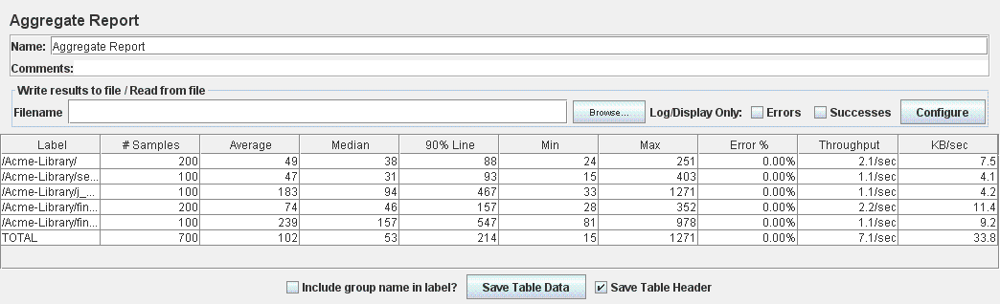 Aggregate Report
Name: Aggregate Report
Comments:
Write results to file / Read from file
Filename Browse... Log/Display Only: Errors Successes Configure
Label # Samples Average Median 90% Line Min Max Error % Throughput KB/sec
/Acme-Library/ 200 49 38 88 24 251 0.00% 2.1/sec 7.5
/Acme-Library/se... 100 47 31 93 15 403 0.00% 1.1/sec 4.1
/Acme-Library/j_... 100 183 94 467 33 1271 0.00% 1.1/sec 4.2
/Acme-Library/fin... 200 74 46 157 28 352 0.00% 2.2/sec 11.4
/Acme-Library/fin... 100 239 157 547 81 978 0.00% 1.1/sec 9.2
TOTAL 700 102 53 214 15 1271 0.00% 7.1/sec 33.8
Include group name in label? Save Table Data Save Table Header